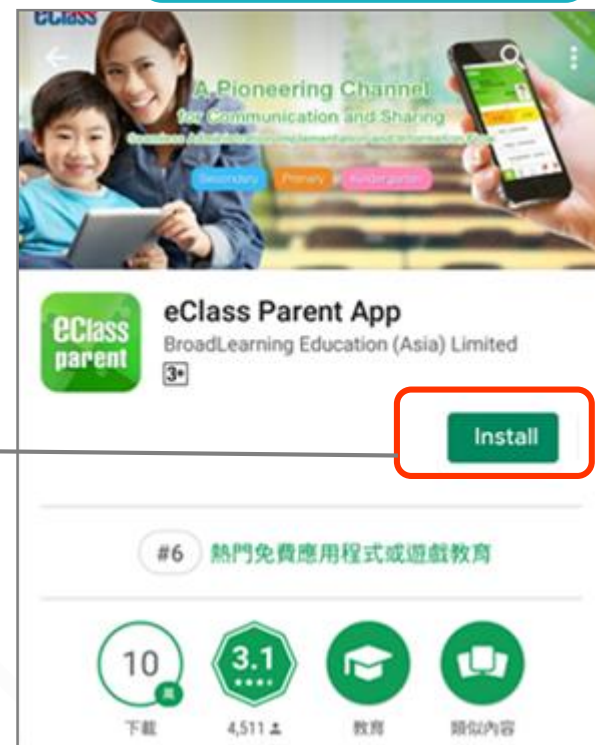 eClass
A Pioneering Channel
for Communication and Sharing
Secondary
Primary
Kindergarten
eClass
parent
eClass Parent App
BroadLearning Education (Asia) Limited
3+
Install
#6 熱門免費應用程式或遊戲教育
10
萬
3.1
下載
4,511
教育
類似內容